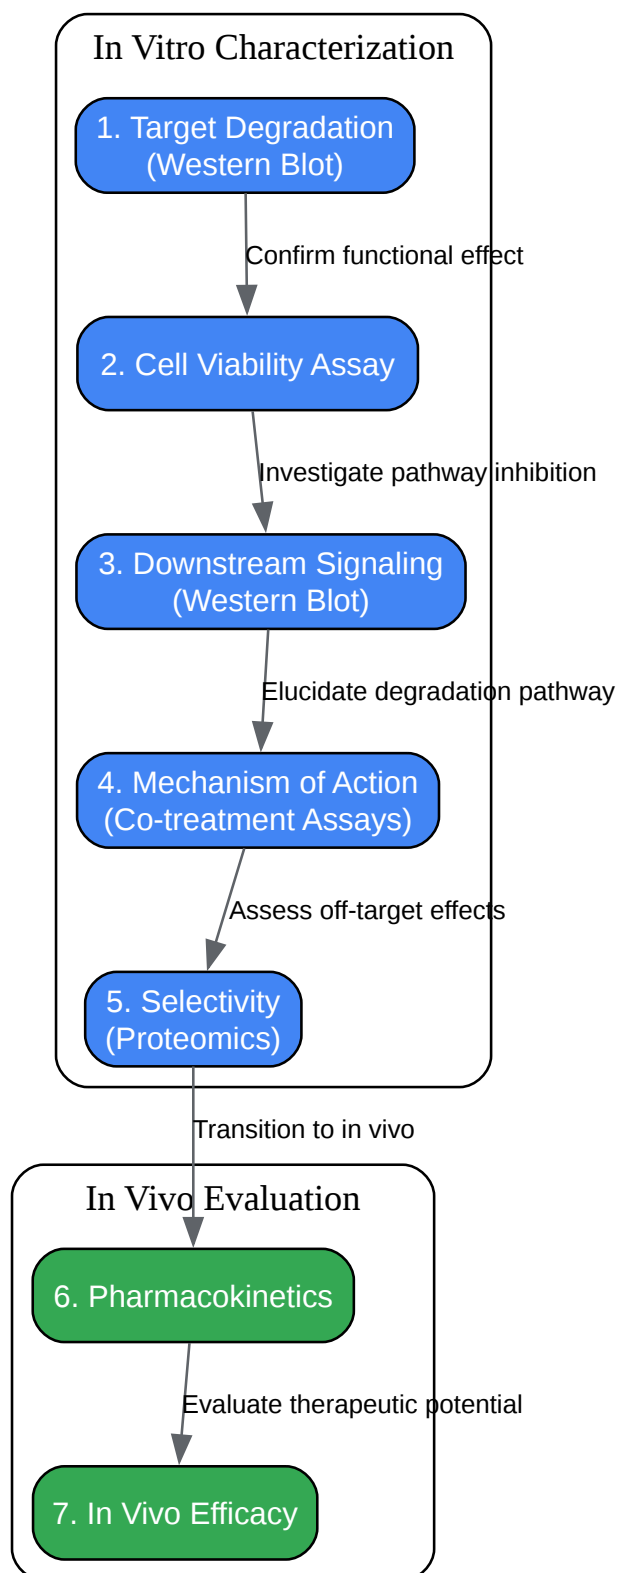 In Vitro Characterization
1. Target Degradation
(Western Blot)
Confirm functional effect
2. Cell Viability Assay
Investigate pathway inhibition
3. Downstream Signaling
(Western Blot)
Elucidate degradation pathway
4. Mechanism of Action
(Co-treatment Assays)
Assess off-target effects
5. Selectivity
(Proteomics)
Transition to in vivo
In Vivo Evaluation
6. Pharmacokinetics
Evaluate therapeutic potential
7. In Vivo Efficacy